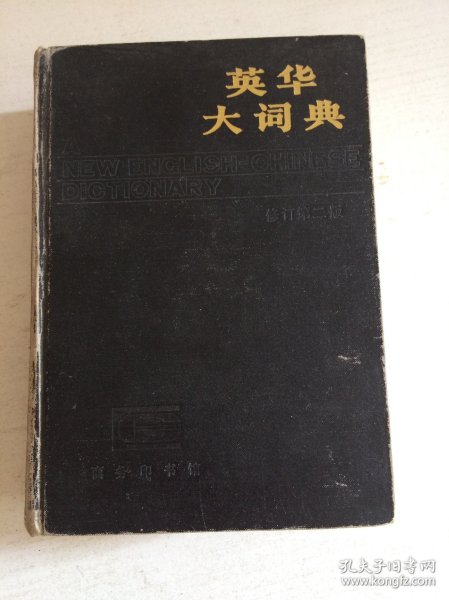 英华
大词典
NEW ENGLISH-CHINESE
DICTIONARY
修订第二版
商务印书馆
孔夫子旧书网
www.kongfz.com